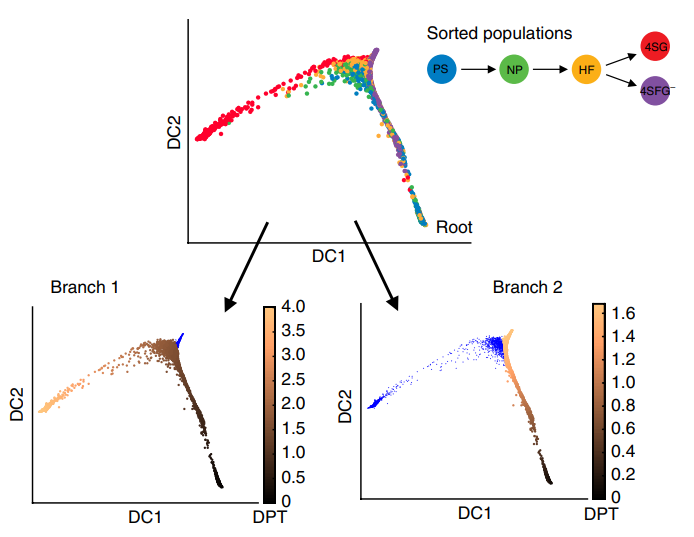 Sorted populations
4SG
PS
NP
HF
4SFG⁻
DC2
Root
DC1
Branch 1
Branch 2
4.0
3.5
3.0
2.5
2.0
1.5
1.0
0.5
0
DC2
DC1
DPT
1.6
1.4
1.2
1.0
0.8
0.6
0.4
0.2
0
DC2
DC1
DPT